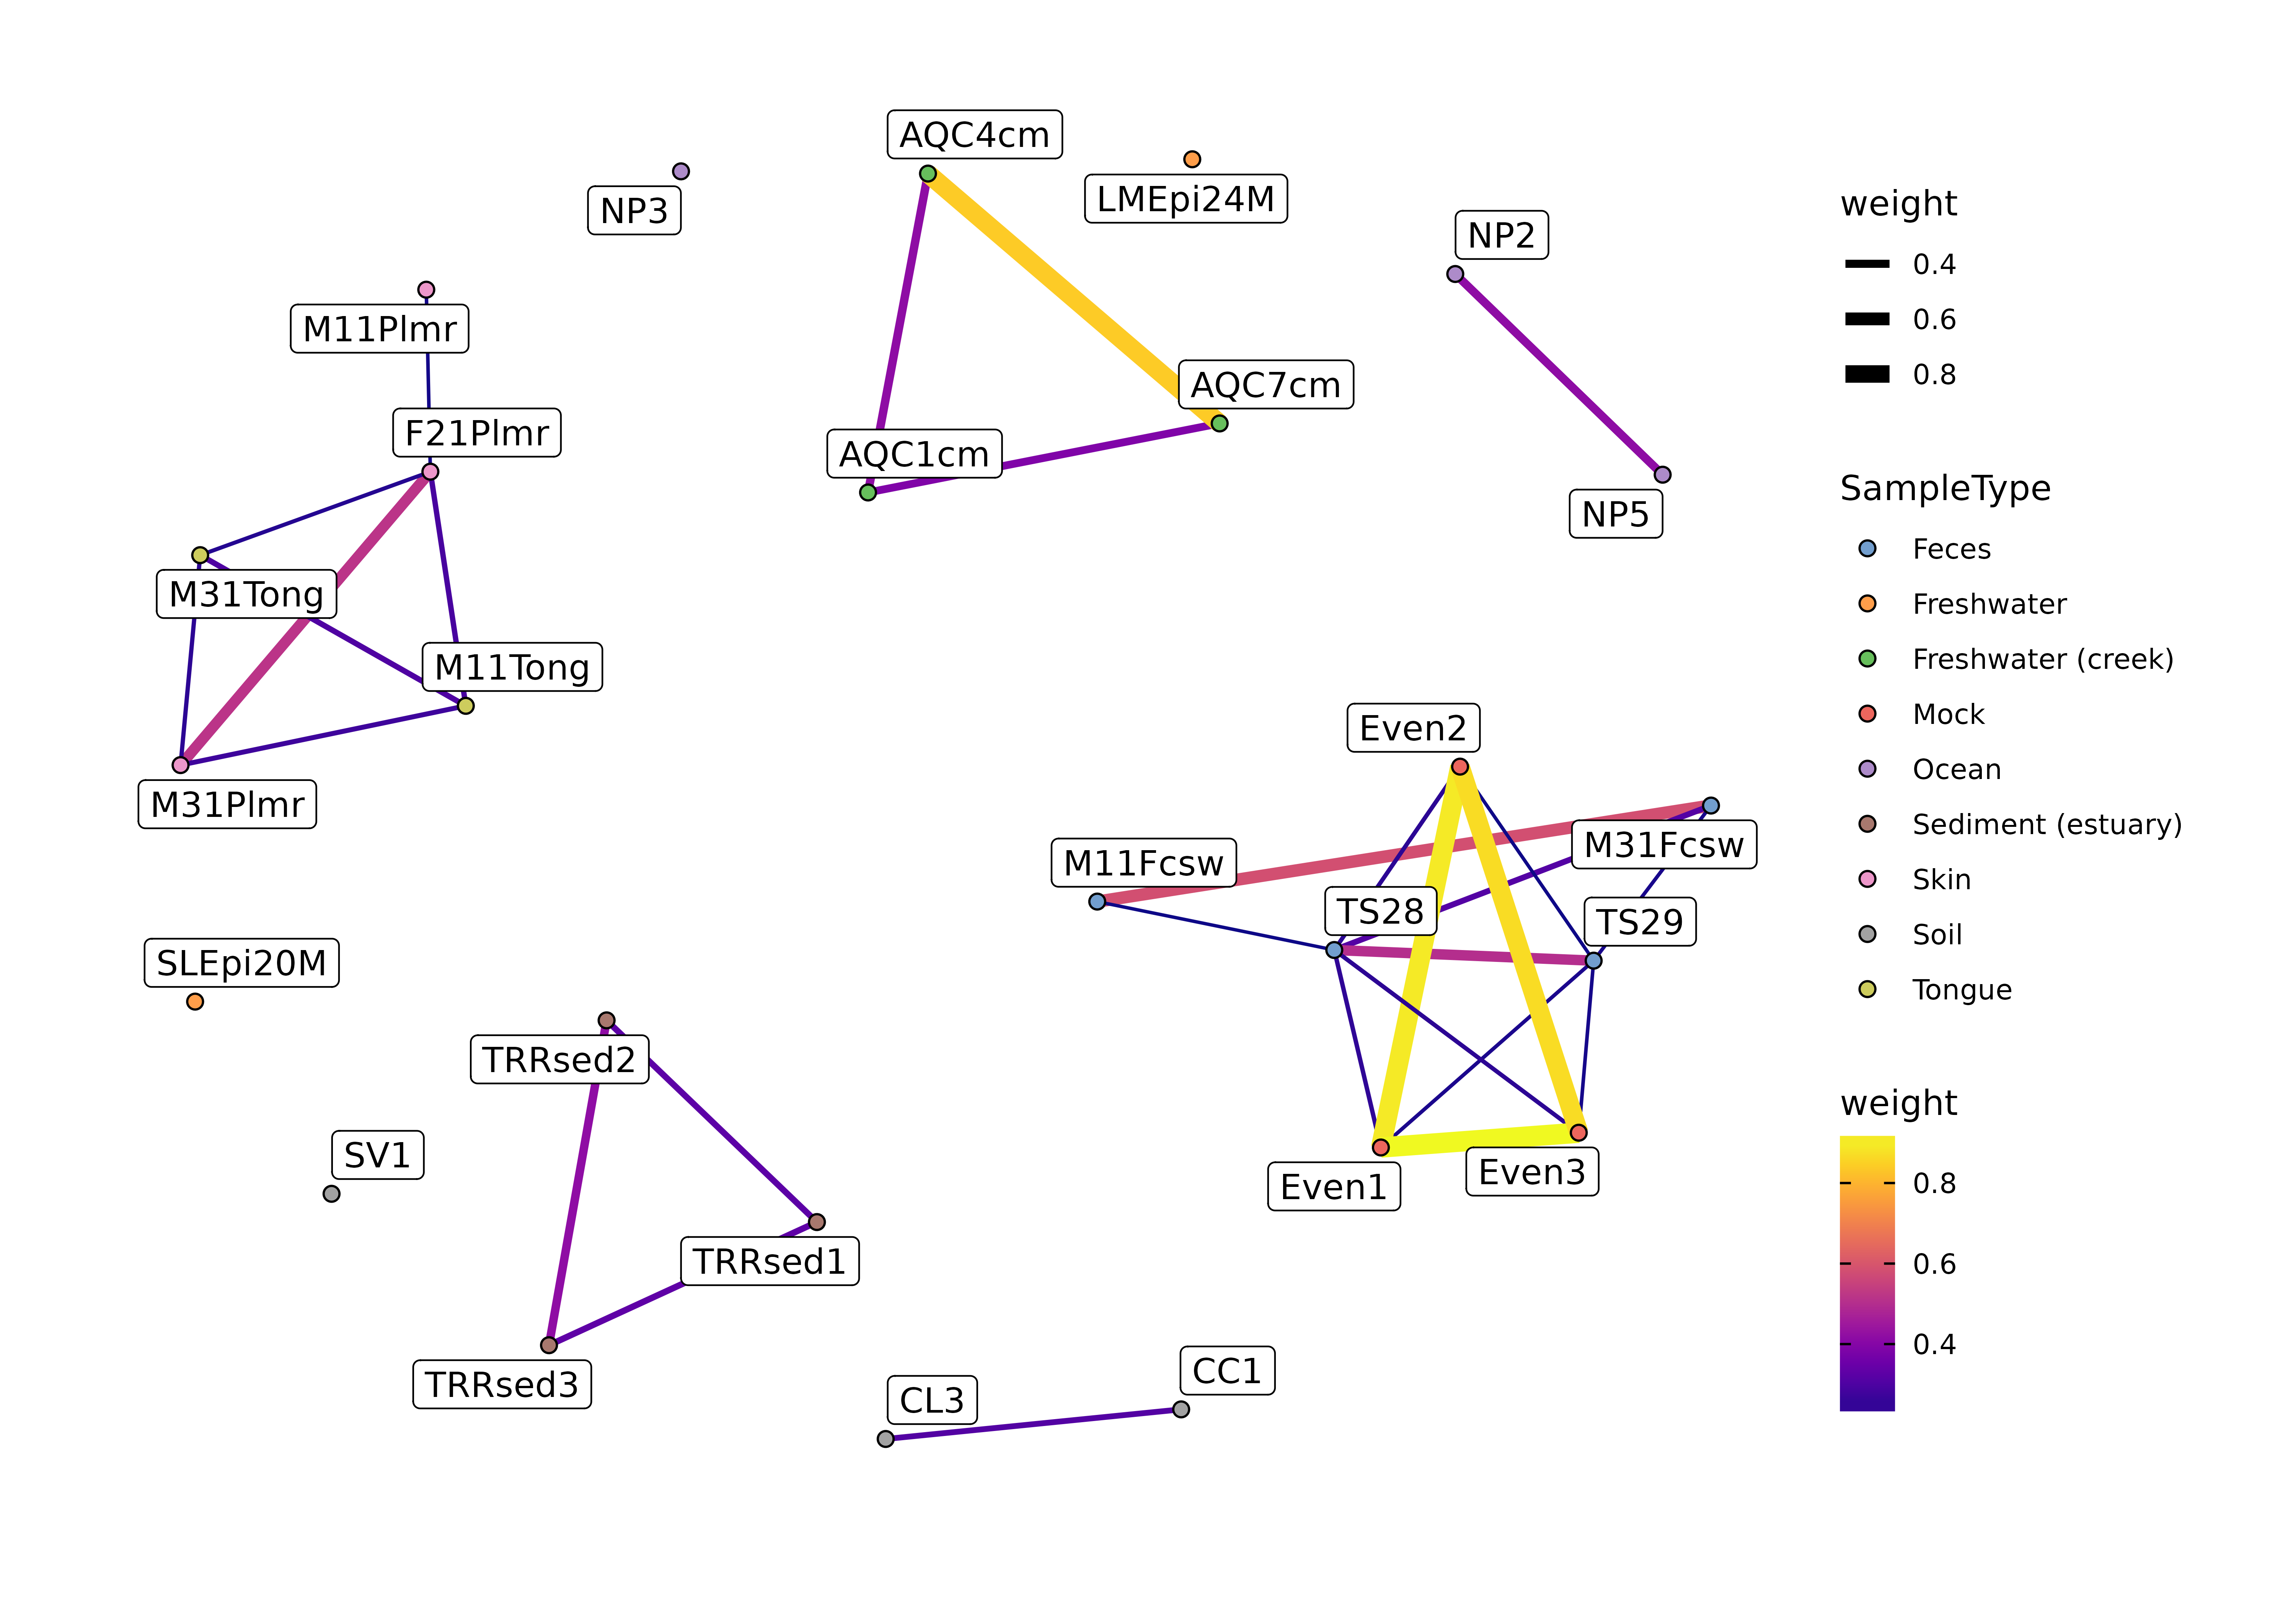 AQC4cm
LMEpi24M
NP3
NP2
M11Plmr
AQC7cm
F21Plmr
AQC1cm
NP5
M31Tong
M11Tong
M31Plmr
Even2
M31Fcsw
M11Fcsw
TS28
TS29
SLEpi20M
TRRsed2
SV1
Even3
Even1
TRRsed1
TRRsed3
CC1
CL3
weight
0.4
0.6
0.8
SampleType
Feces
Freshwater
Freshwater (creek)
Mock
Ocean
Sediment (estuary)
Skin
Soil
Tongue
weight
0.8
0.6
0.4